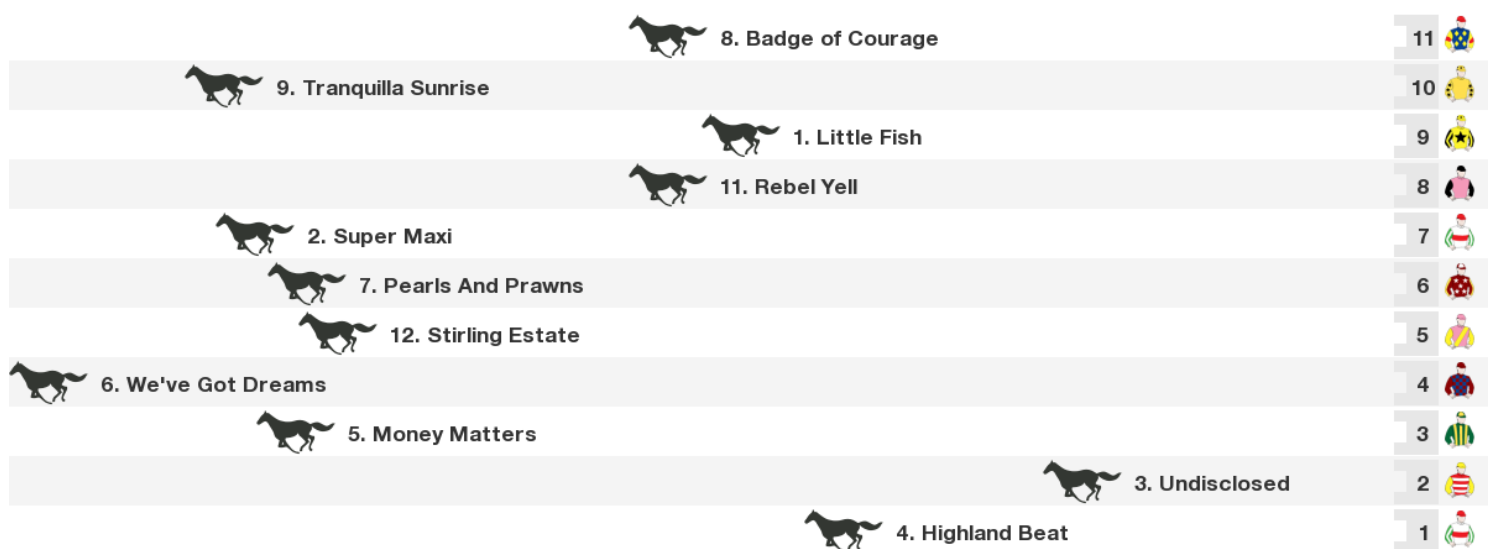 8. Badge of Courage 11
9. Tranquilla Sunrise 10
1. Little Fish 9
11. Rebel Yell 8
2. Super Maxi 7
7. Pearls And Prawns 6
12. Stirling Estate 5
6. We've Got Dreams 4
5. Money Matters 3
3. Undisclosed 2
4. Highland Beat 1